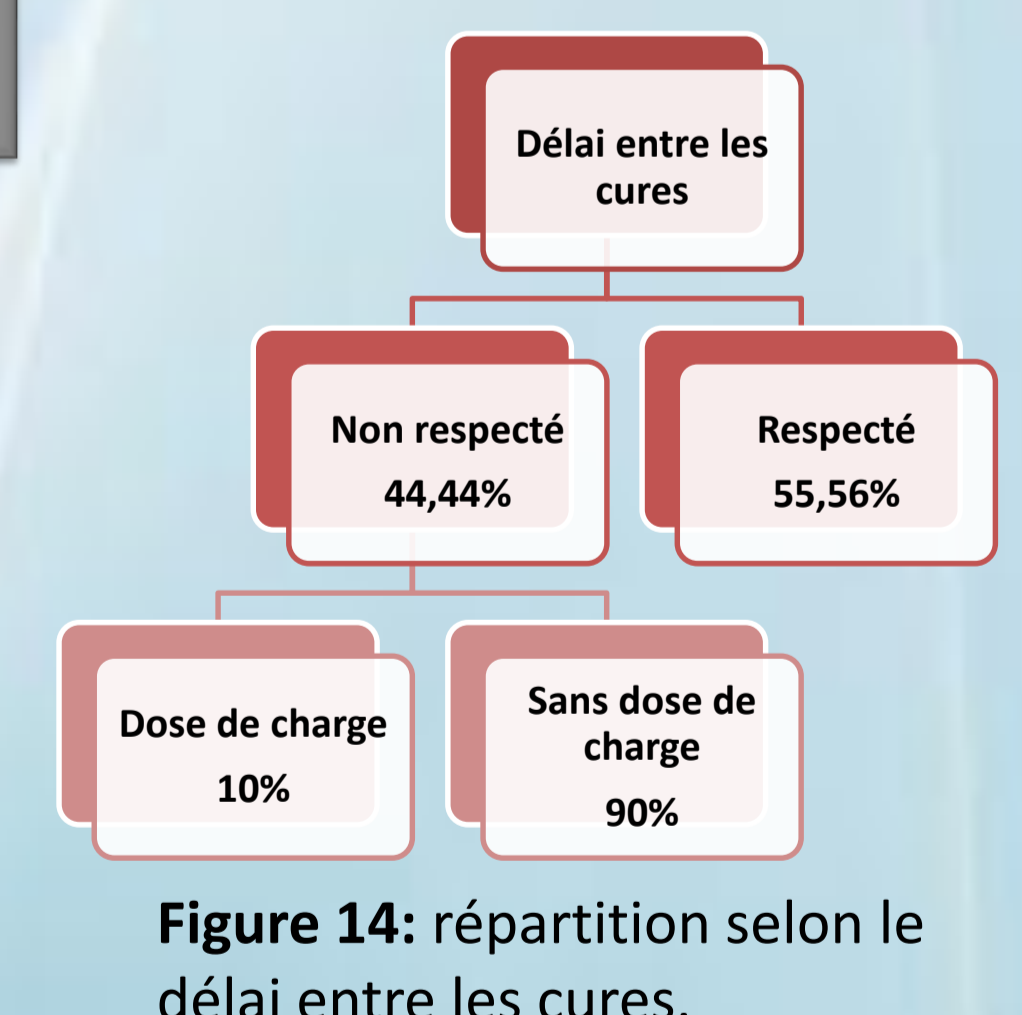 Délai entre les
cures
Non respecté
44,44%
Respecté
55,56%
Dose de charge
10%
Sans dose de
charge
90%
Figure 14: répartition selon le
délai entre les cures.